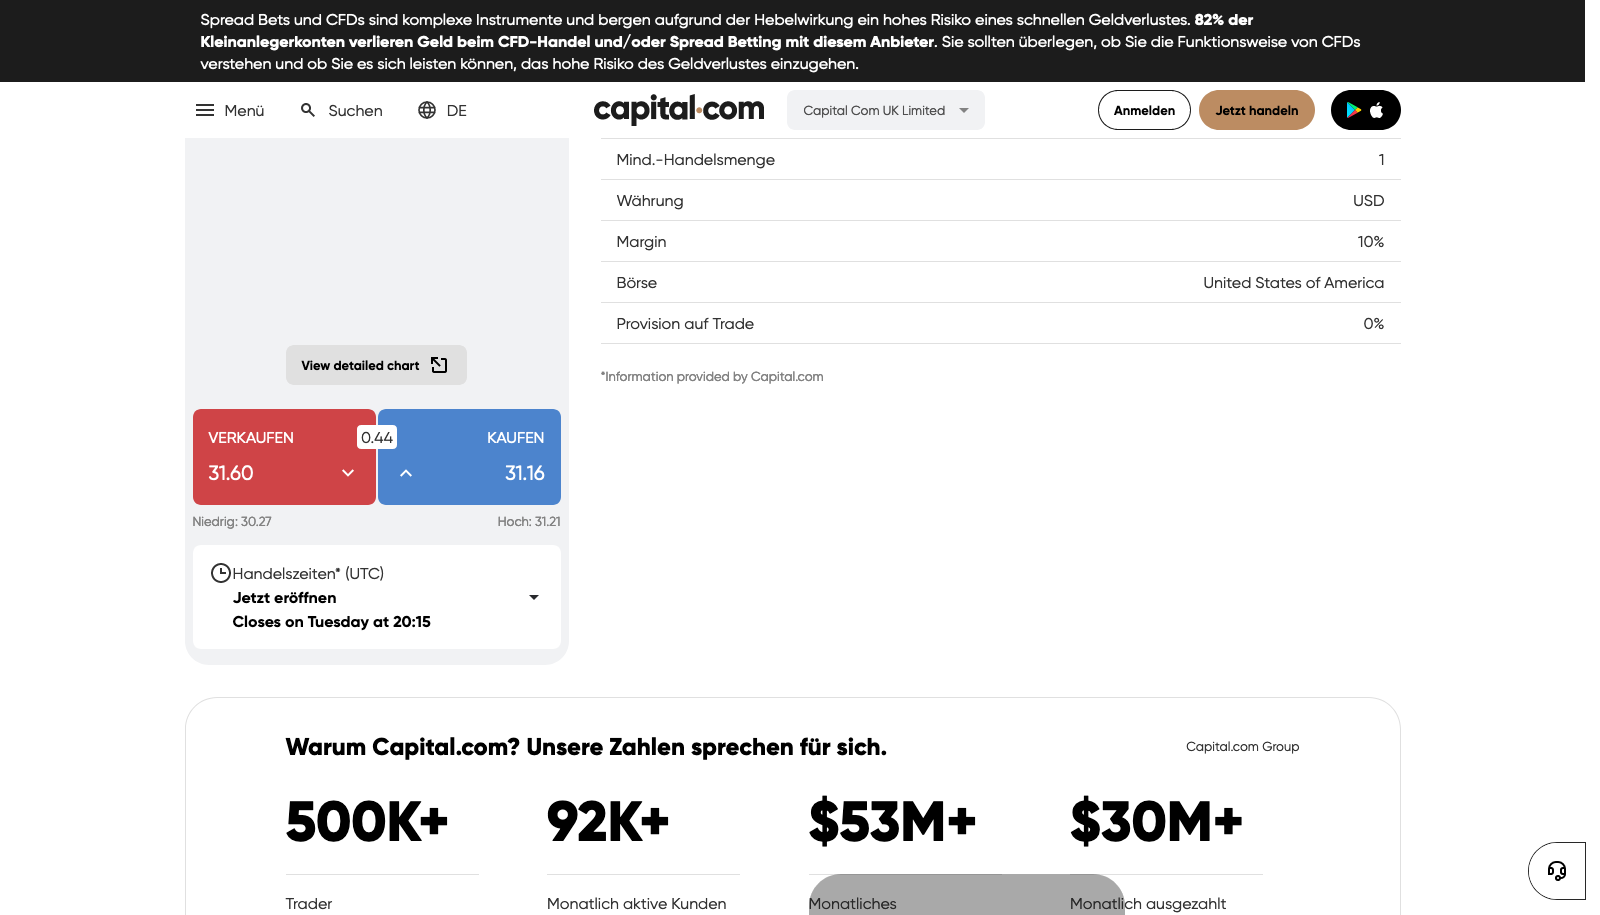 Spread Bets und CFDs sind komplexe Instrumente und bergen aufgrund der Hebelwirkung ein hohes Risiko eines schnellen Geldverlustes. 82% der
Kleinanlegerkonten verlieren Geld beim CFD-Handel und/oder Spread Betting mit diesem Anbieter. Sie sollten überlegen, ob Sie die Funktionsweise von CFDs
verstehen und ob Sie es sich leisten können, das hohe Risiko des Geldverlustes einzugehen.
Menü Suchen DE capital.com Capital Com UK Limited Anmelden Jetzt handeln
Mind.-Handelsmenge 1
Währung USD
Margin 10%
Börse United States of America
Provision auf Trade 0%
*Information provided by Capital.com
View detailed chart
VERKAUFEN 0.44 KAUFEN
31.60 31.16
Niedrig: 30.27 Hoch: 31.21
Handelszeiten* (UTC)
Jetzt eröffnen
Closes on Tuesday at 20:15
Warum Capital.com? Unsere Zahlen sprechen für sich. Capital.com Group
500K+ 92K+ $53M+ $30M+
Trader Monatlich aktive Kunden Monatliches Monatlich ausgezahlt